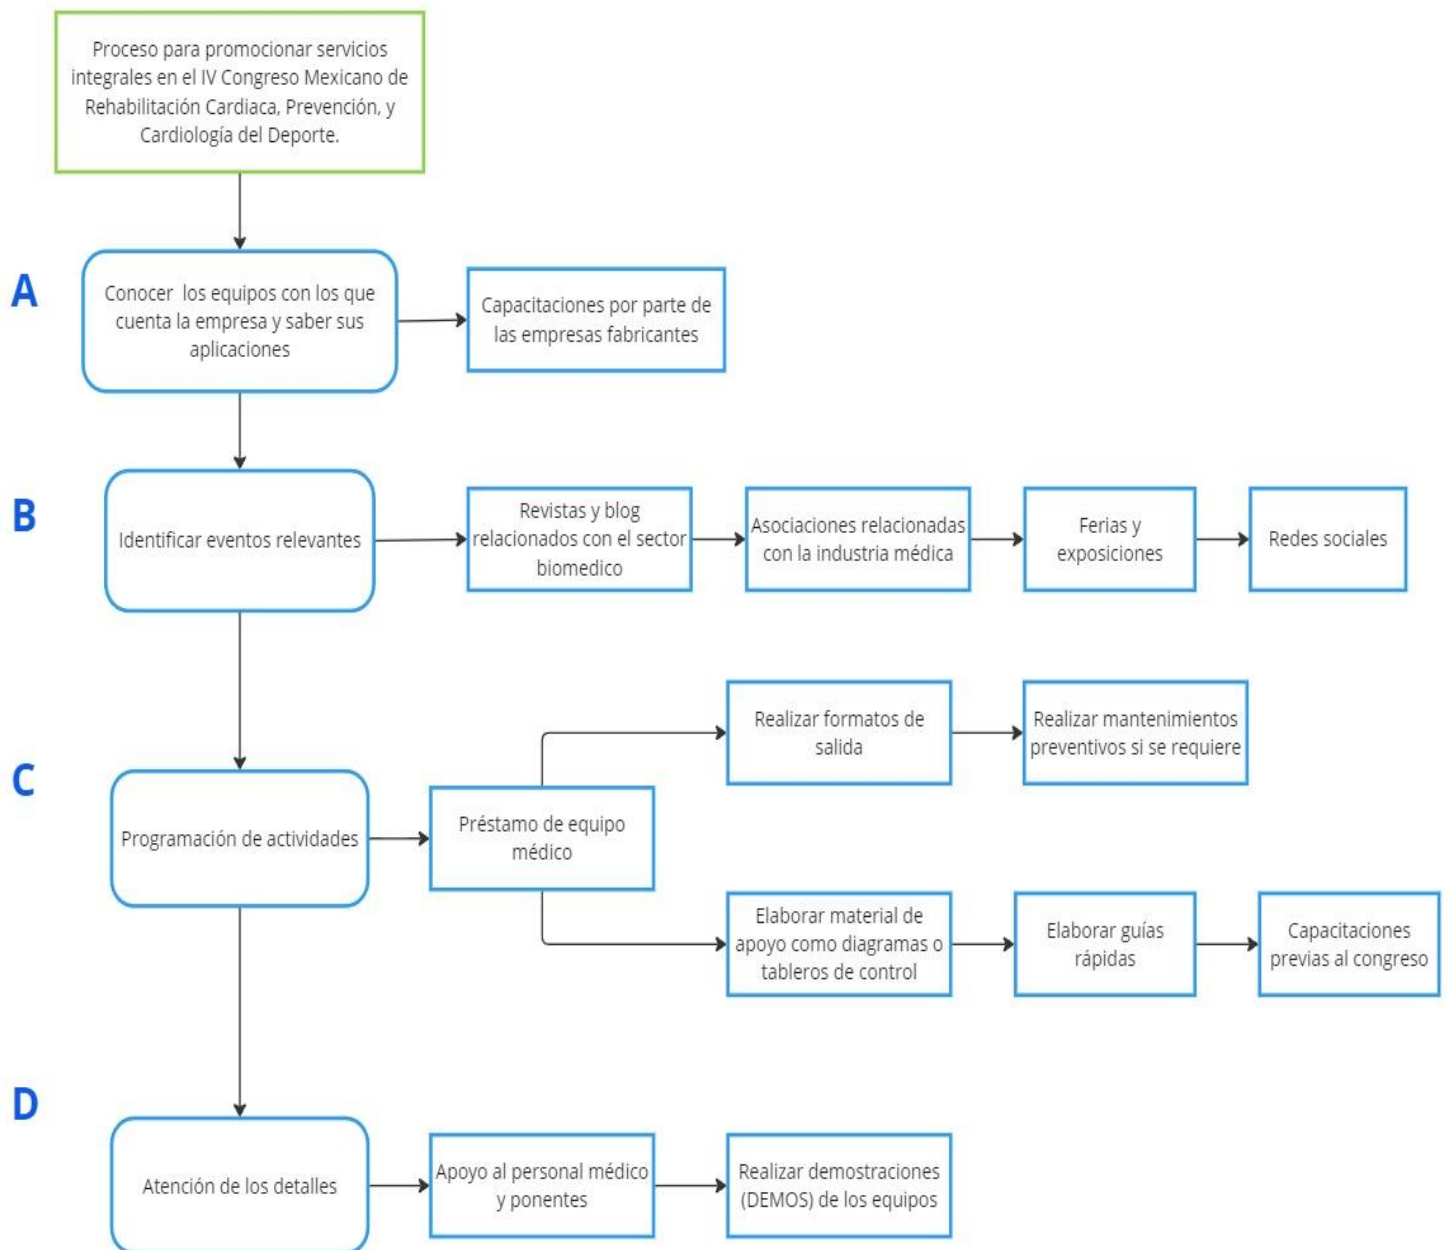 Proceso para promocionar servicios
integrales en el IV Congreso Mexicano de
Rehabilitación Cardiaca, Prevención, y
Cardiología del Deporte.
A
Conocer los equipos con los que
cuenta la empresa y saber sus
aplicaciones
Capacitaciones por parte de
las empresas fabricantes
B
Identificar eventos relevantes
Revistas y blog
relacionados con el sector
biomedico
Asociaciones relacionadas
con la industria médica
Ferias y
exposiciones
Redes sociales
C
Programación de actividades
Préstamo de equipo
médico
Realizar formatos de
salida
Realizar mantenimientos
preventivos si se requiere
Elaborar material de
apoyo como diagramas o
tableros de control
Elaborar guías
rápidas
Capacitaciones
previas al congreso
D
Atención de los detalles
Apoyo al personal médico
y ponentes
Realizar demostraciones
(DEMOS) de los equipos